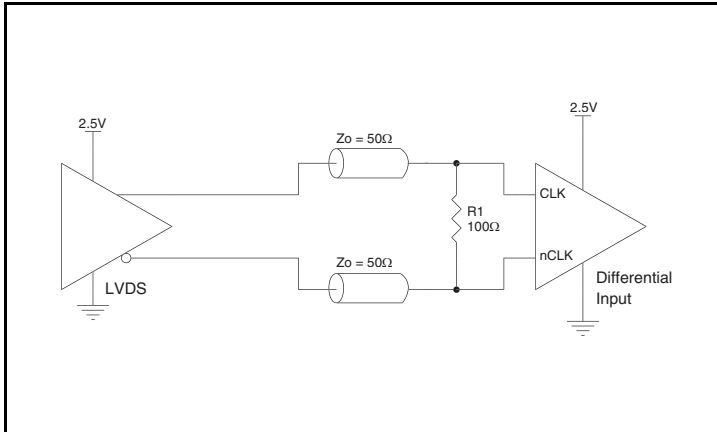 2.5V
2.5V
Zo = 50Ω
CLK
R1
100Ω
nCLK
Zo = 50Ω
LVDS
Differential
Input